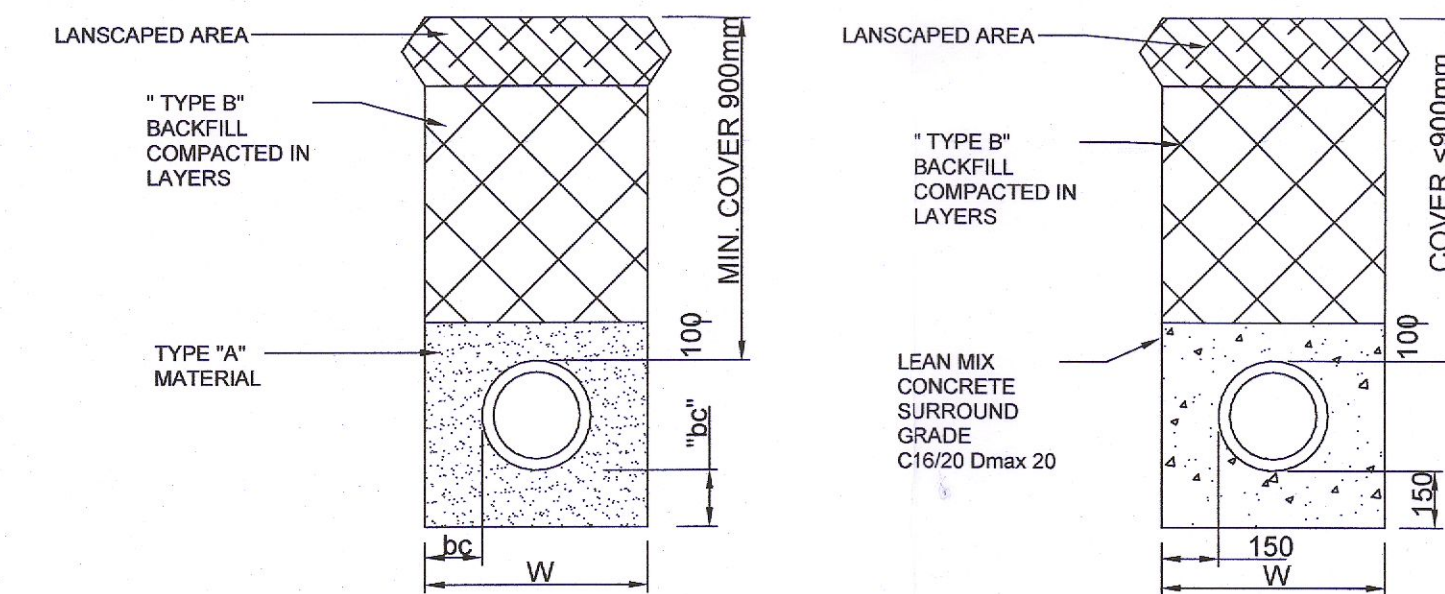 LANSCAPED AREA
" TYPE B"
BACKFILL
COMPACTED IN
LAYERS
TYPE "A"
MATERIAL
MIN. COVER 900mm
100
"bc"
bc
W
LANSCAPED AREA
" TYPE B"
BACKFILL
COMPACTED IN
LAYERS
LEAN MIX
CONCRETE
SURROUND
GRADE
C16/20 Dmax 20
COVER <900mm
100
150
150
W